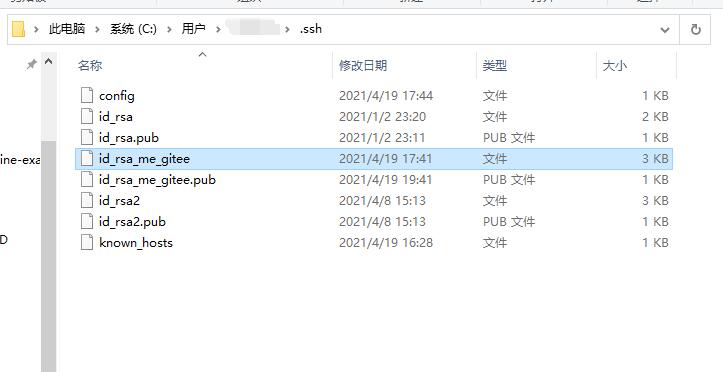 此电脑 > 系统 (C:) > 用户 > .ssh
名称 修改日期 类型 大小
config 2021/4/19 17:44 文件 1 KB
id_rsa 2021/1/2 23:20 文件 2 KB
id_rsa.pub 2021/1/2 23:11 PUB 文件 1 KB
id_rsa_me_gitee 2021/4/19 17:41 文件 3 KB
id_rsa_me_gitee.pub 2021/4/19 19:41 PUB 文件 1 KB
id_rsa2 2021/4/8 15:13 文件 3 KB
id_rsa2.pub 2021/4/8 15:13 PUB 文件 1 KB
known_hosts 2021/4/19 16:28 文件 1 KB
ine-exa
D